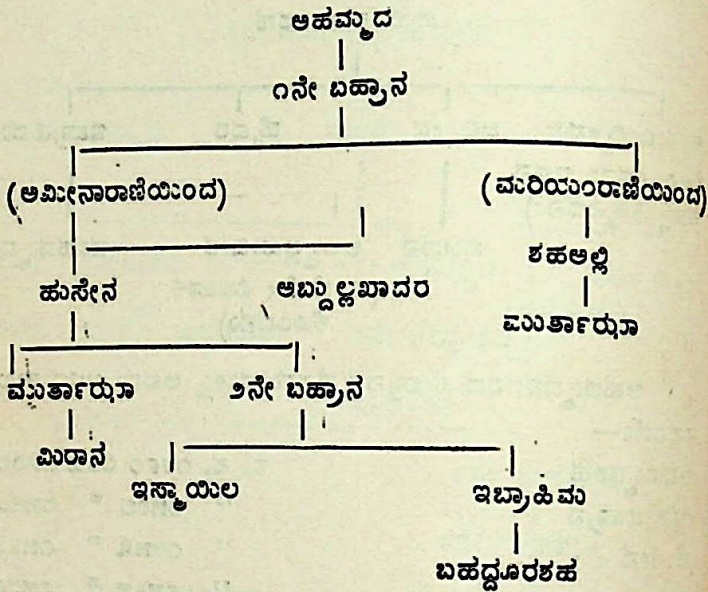 ಅಹಮ್ಮದ
೧ನೇ ಬಹ್ರಾನ
(ಅಮೀನಾರಾಣಿಯಿಂದ) (ಮರಿಯಂರಾಣಿಯಿಂದ)
ಹುಸೇನ ಅಬ್ದುಲ್ಲಖಾದರ ಶಹಅಲ್ಲಿ
ಮುರ್ತಾಝಾ
ಮುರ್ತಾಝಾ ೨ನೇ ಬಹ್ರಾನ
ಮಿರಾನ
ಇಸ್ಮಾಯಿಲ ಇಬ್ರಾಹಿಮ
ಬಹದ್ದೂರಶಹ